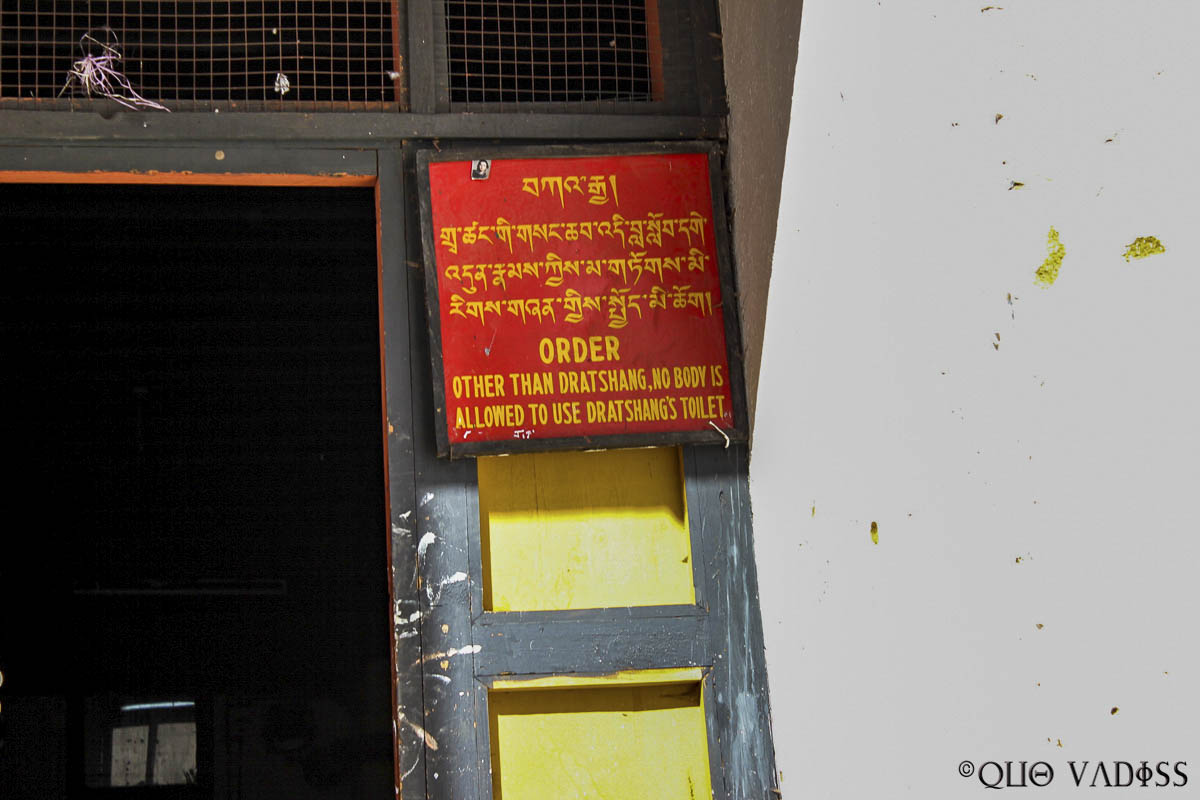 བཀའ་རྒྱ།
གྲྭ་ཚང་གི་གསང་ཆབ་འདི་བླ་སློབ་དགེ་
འདུན་རྣམས་ཀྱིས་མ་གཏོགས་མི་
རིགས་གཞན་གྱིས་སྤྱོད་མི་ཆོག།
ORDER
OTHER THAN DRATSHANG, NO BODY IS
ALLOWED TO USE DRATSHANG'S TOILET.
©QUO VADISS